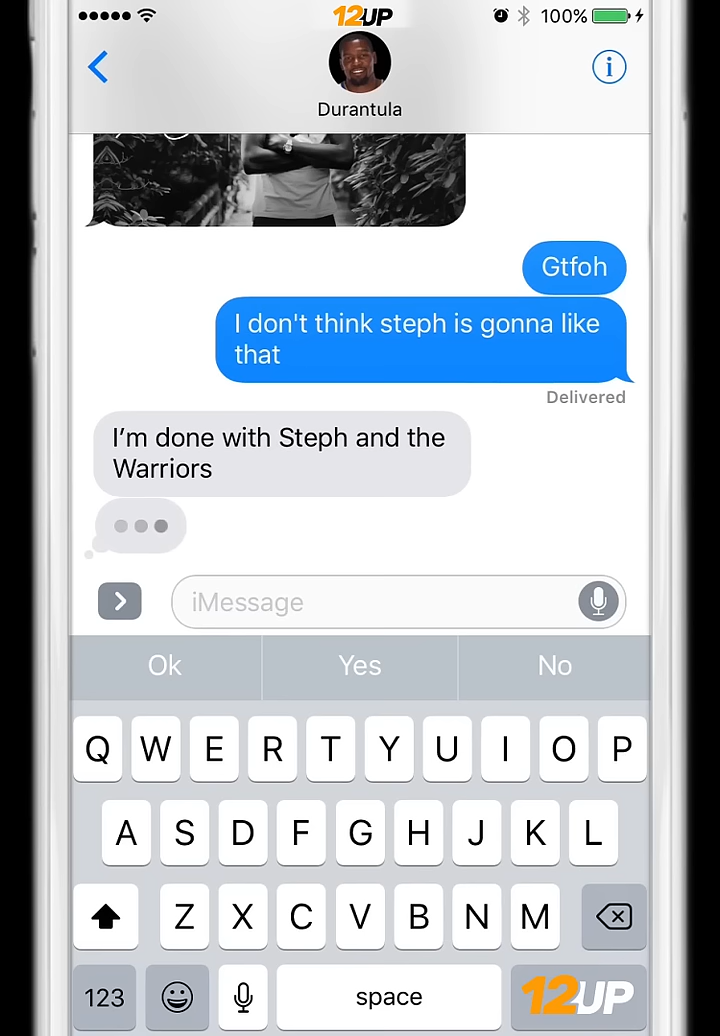 12UP
100%
Durantula
Gtfoh
I don't think steph is gonna like
that
Delivered
I’m done with Steph and the
Warriors
iMessage
Ok Yes No
Q W E R T Y U I O P
A S D F G H J K L
Z X C V B N M
123 space 12UP